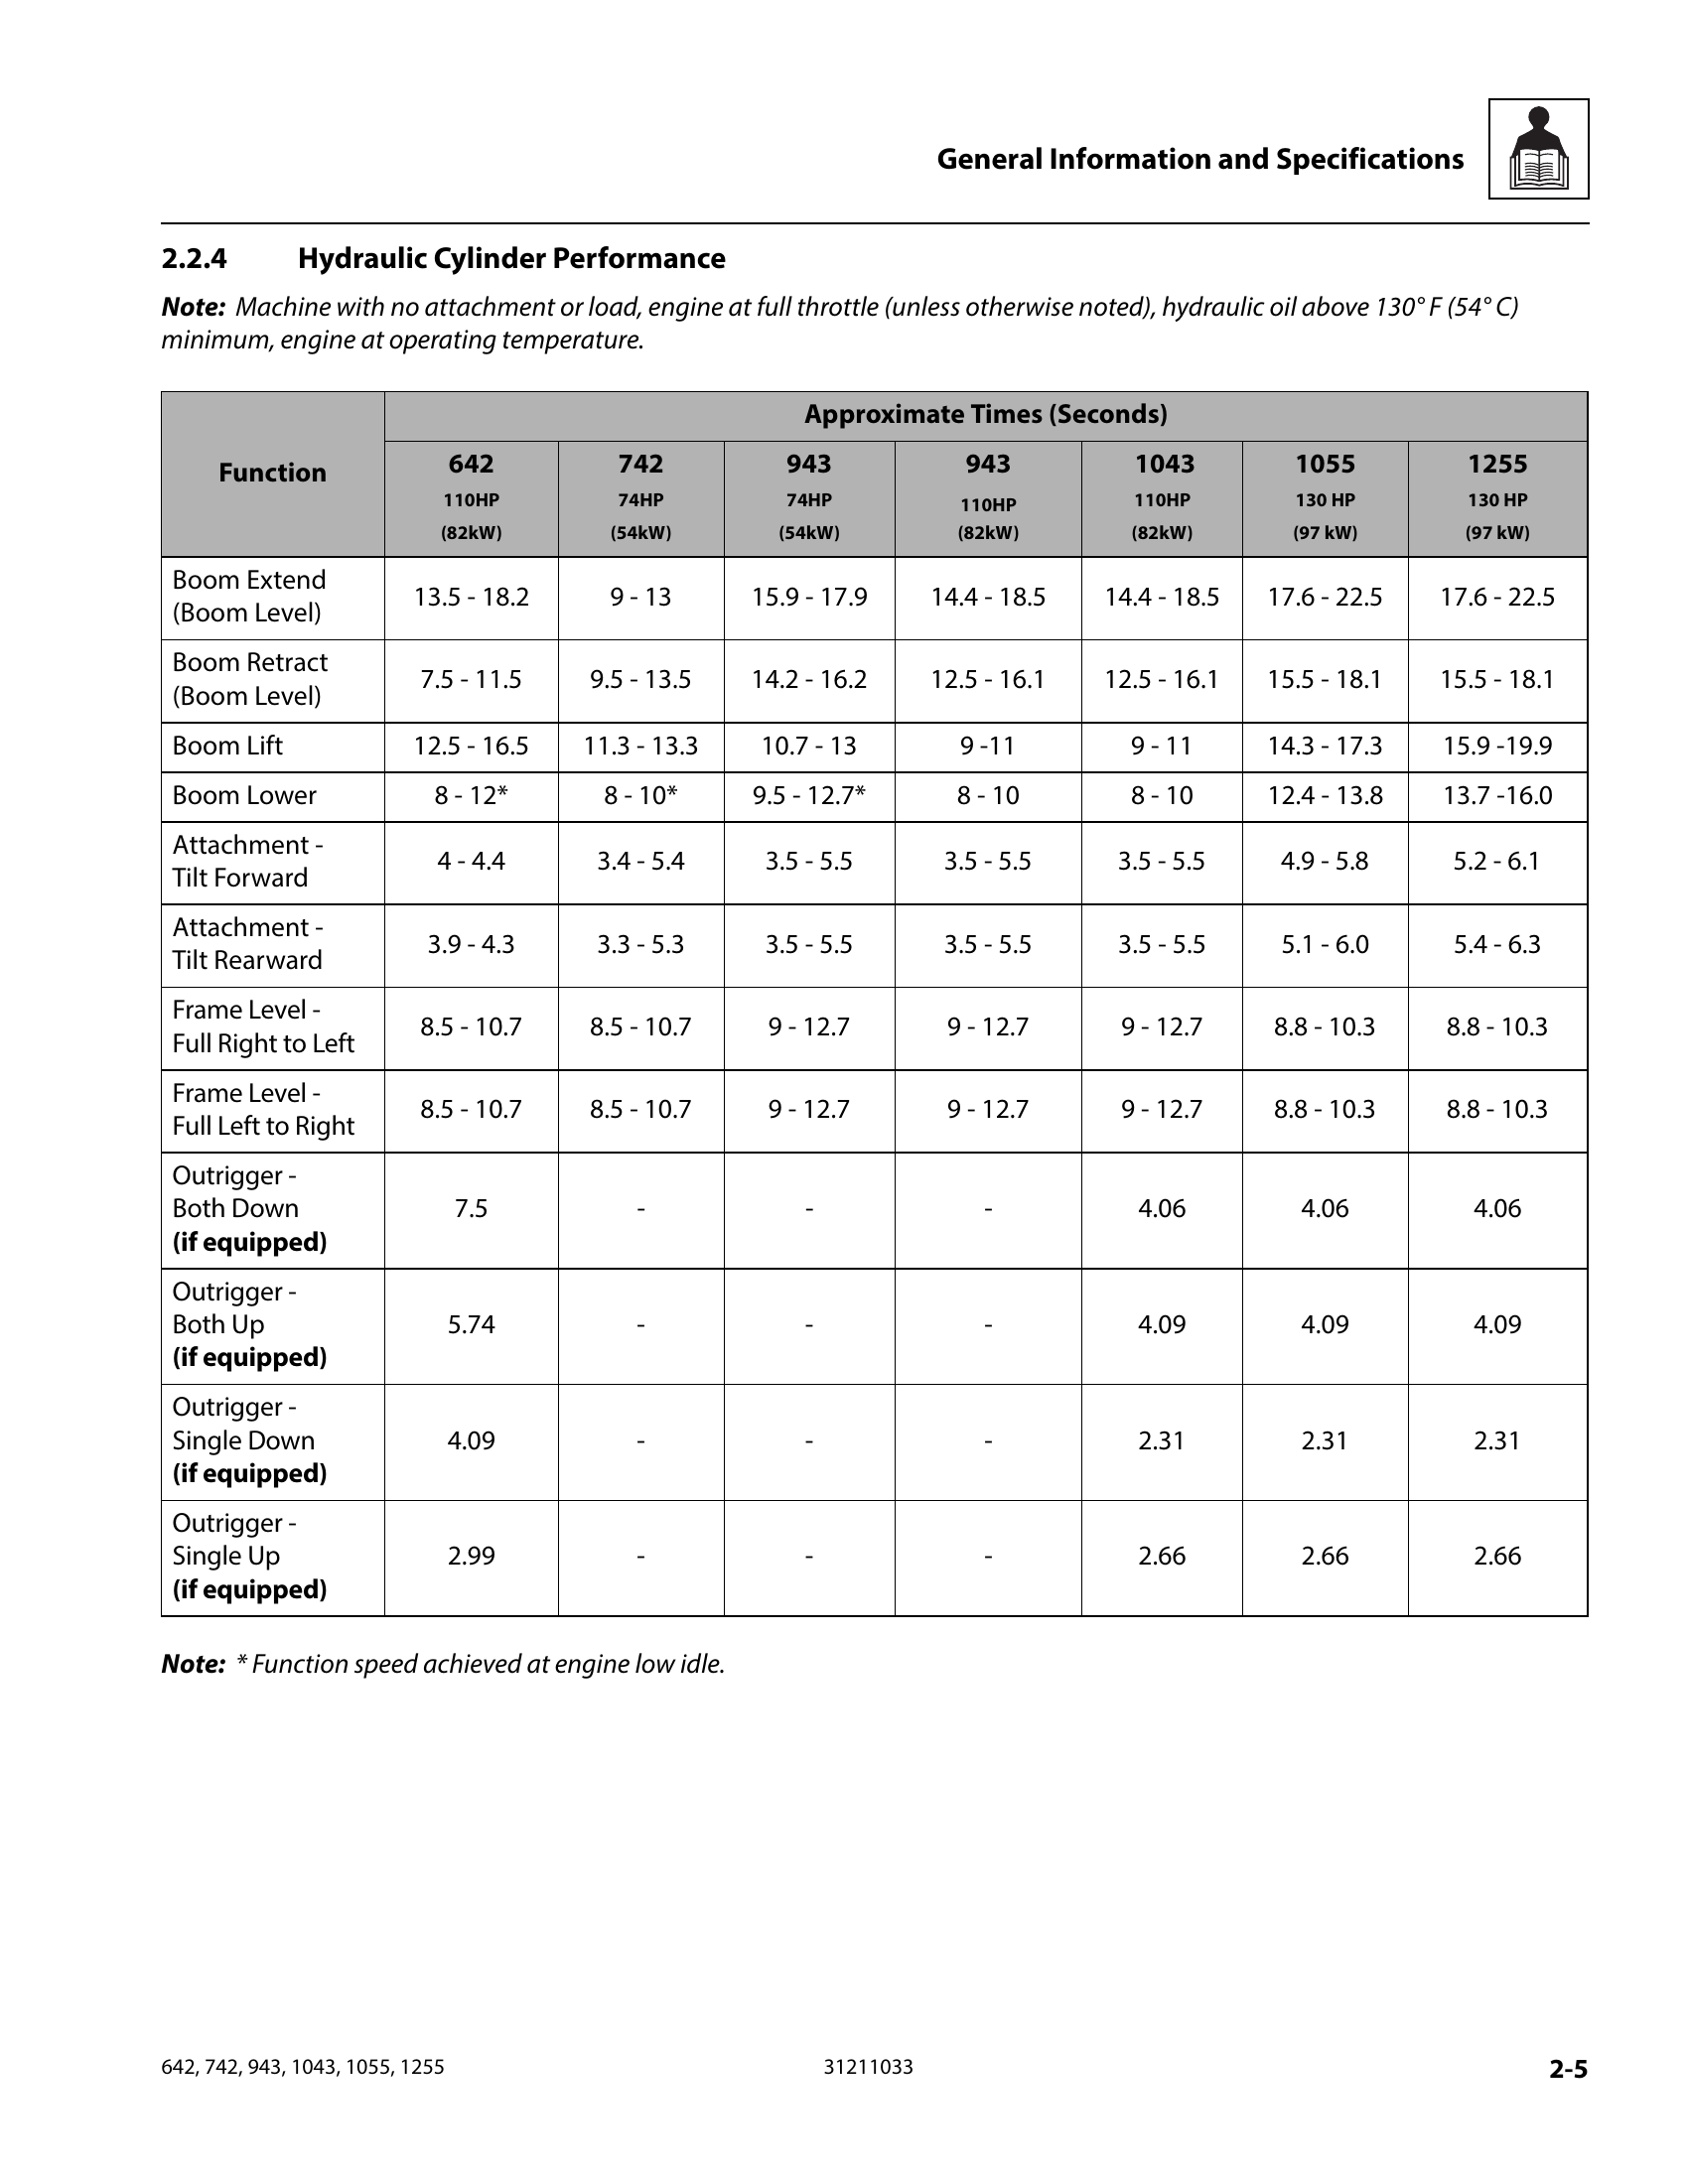 General Information and Specifications
2.2.4 Hydraulic Cylinder Performance
Note: Machine with no attachment or load, engine at full throttle (unless otherwise noted), hydraulic oil above 130° F (54° C)
minimum, engine at operating temperature.
Function
Approximate Times (Seconds)
642 742 943 943 1043 1055 1255
110HP 74HP 74HP 110HP 110HP 130 HP 130 HP
(82kW) (54kW) (54kW) (82kW) (82kW) (97 kW) (97 kW)
Boom Extend
(Boom Level)
13.5 - 18.2 9 - 13 15.9 - 17.9 14.4 - 18.5 14.4 - 18.5 17.6 - 22.5 17.6 - 22.5
Boom Retract
(Boom Level)
7.5 - 11.5 9.5 - 13.5 14.2 - 16.2 12.5 - 16.1 12.5 - 16.1 15.5 - 18.1 15.5 - 18.1
Boom Lift 12.5 - 16.5 11.3 - 13.3 10.7 - 13 9 -11 9 - 11 14.3 - 17.3 15.9 -19.9
Boom Lower 8 - 12* 8 - 10* 9.5 - 12.7* 8 - 10 8 - 10 12.4 - 13.8 13.7 -16.0
Attachment -
Tilt Forward
4 - 4.4 3.4 - 5.4 3.5 - 5.5 3.5 - 5.5 3.5 - 5.5 4.9 - 5.8 5.2 - 6.1
Attachment -
Tilt Rearward
3.9 - 4.3 3.3 - 5.3 3.5 - 5.5 3.5 - 5.5 3.5 - 5.5 5.1 - 6.0 5.4 - 6.3
Frame Level -
Full Right to Left
8.5 - 10.7 8.5 - 10.7 9 - 12.7 9 - 12.7 9 - 12.7 8.8 - 10.3 8.8 - 10.3
Frame Level -
Full Left to Right
8.5 - 10.7 8.5 - 10.7 9 - 12.7 9 - 12.7 9 - 12.7 8.8 - 10.3 8.8 - 10.3
Outrigger -
Both Down
(if equipped)
7.5 - - - 4.06 4.06 4.06
Outrigger -
Both Up
(if equipped)
5.74 - - - 4.09 4.09 4.09
Outrigger -
Single Down
(if equipped)
4.09 - - - 2.31 2.31 2.31
Outrigger -
Single Up
(if equipped)
2.99 - - - 2.66 2.66 2.66
Note: * Function speed achieved at engine low idle.
642, 742, 943, 1043, 1055, 1255 31211033 2-5